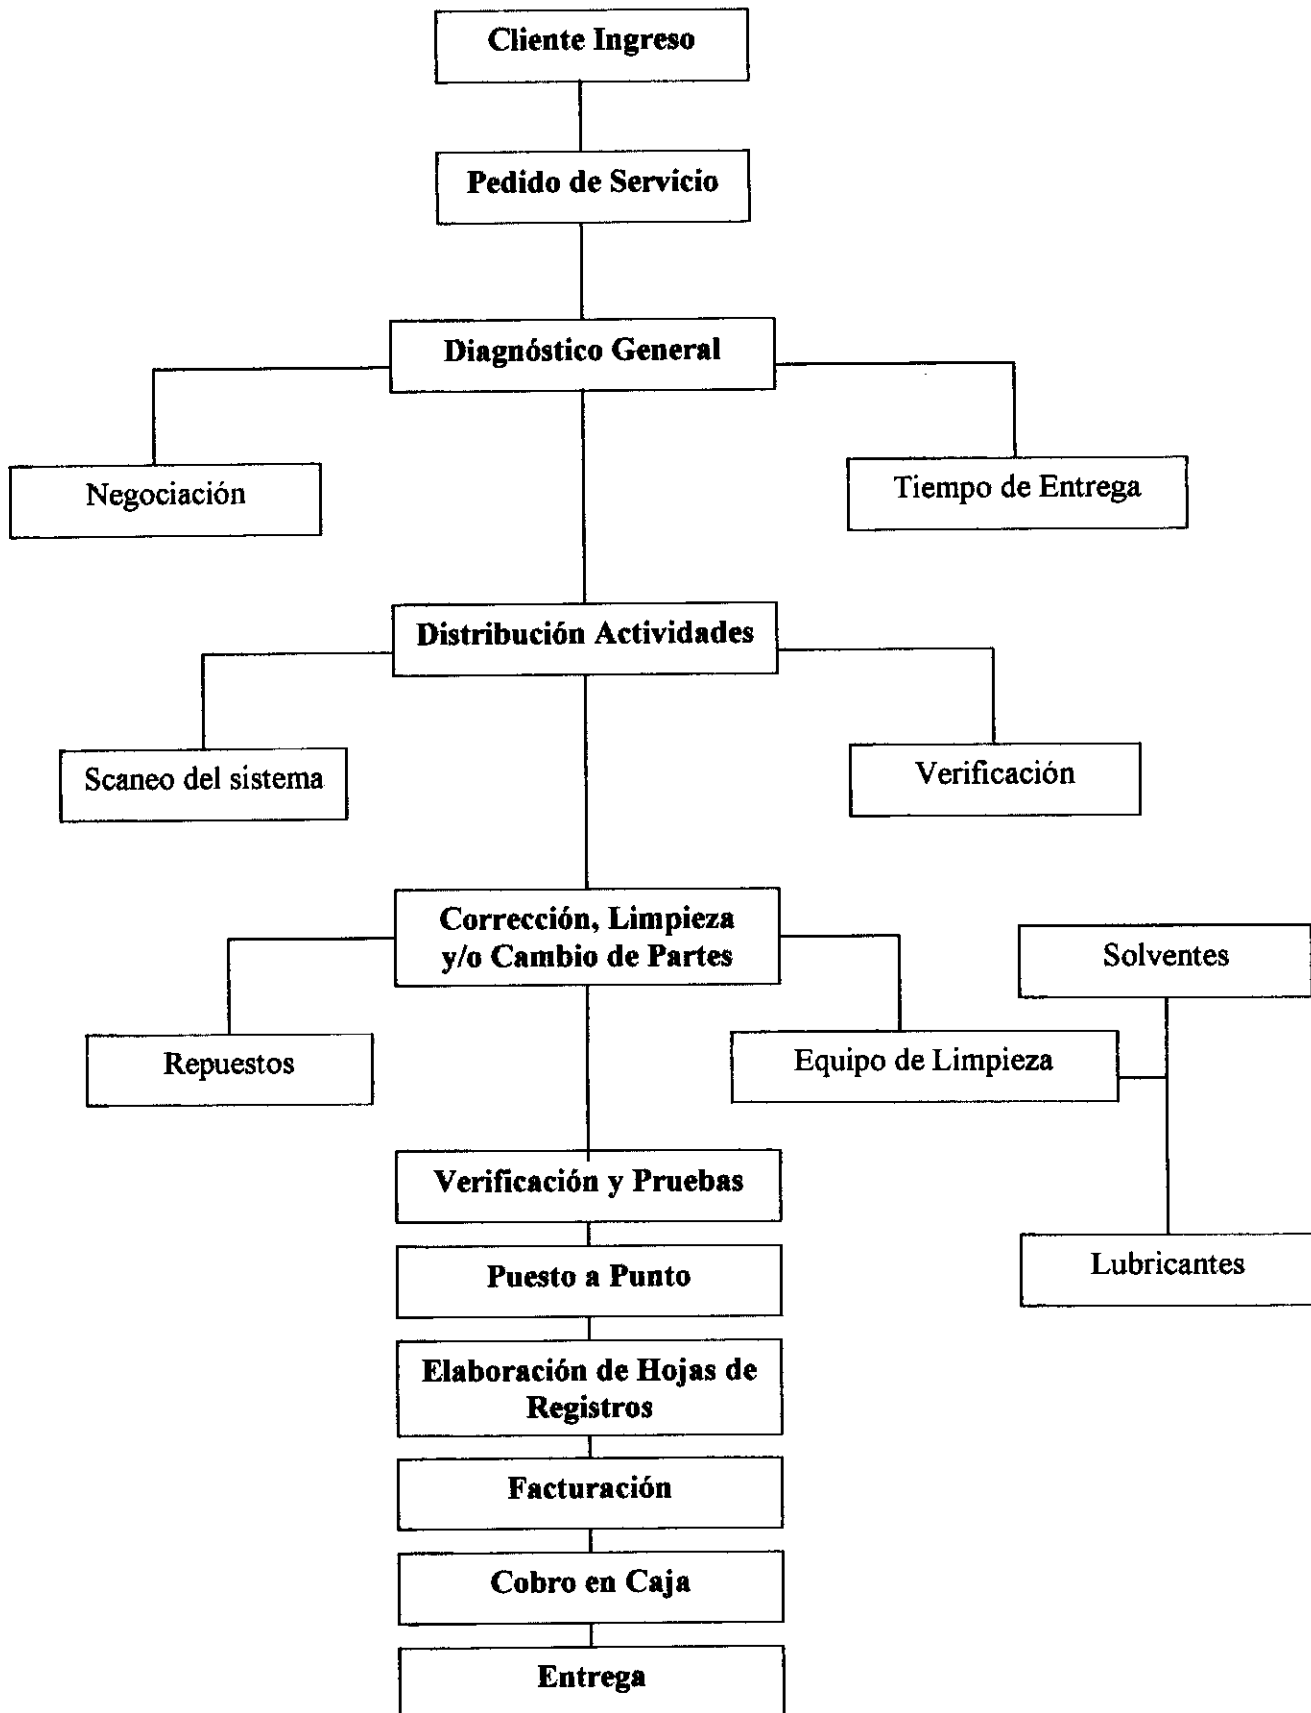 Cliente Ingreso
Pedido de Servicio
Diagnóstico General
Negociación
Tiempo de Entrega
Distribución Actividades
Scaneo del sistema
Verificación
Corrección, Limpieza
y/o Cambio de Partes
Solventes
Repuestos
Equipo de Limpieza
Verificación y Pruebas
Puesto a Punto
Lubricantes
Elaboración de Hojas de
Registros
Facturación
Cobro en Caja
Entrega